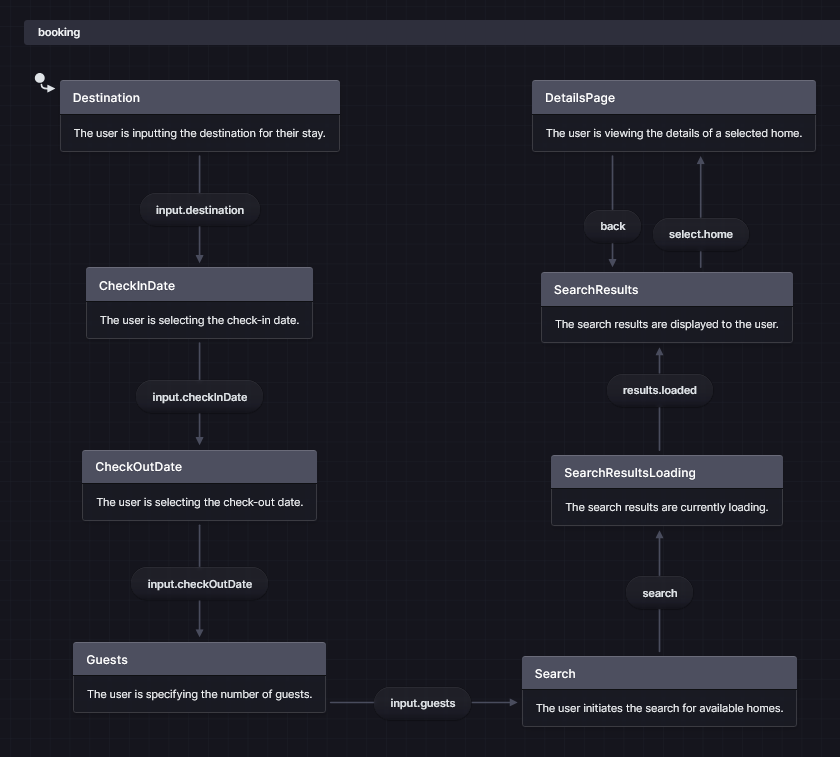 booking
Destination
The user is inputting the destination for their stay.
input.destination
CheckInDate
The user is selecting the check-in date.
input.checkInDate
CheckOutDate
The user is selecting the check-out date.
input.checkOutDate
Guests
The user is specifying the number of guests.
input.guests
Search
The user initiates the search for available homes.
search
SearchResultsLoading
The search results are currently loading.
results.loaded
SearchResults
The search results are displayed to the user.
back
select.home
DetailsPage
The user is viewing the details of a selected home.